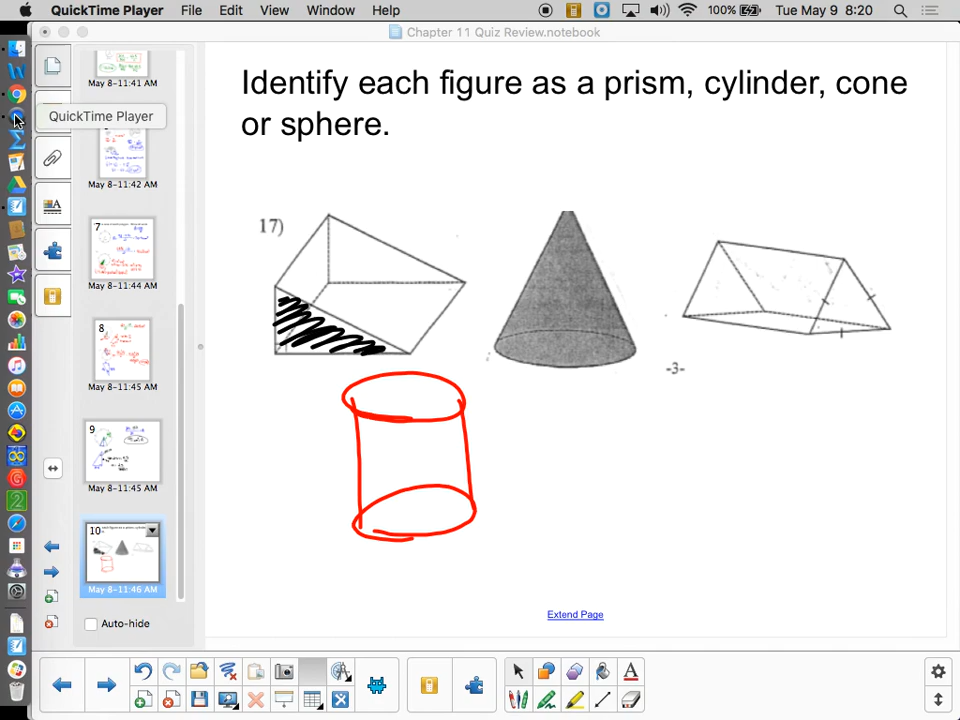 QuickTime Player File Edit View Window Help 100% Tue May 9 8:20
Chapter 11 Quiz Review.notebook
May 8-11:41 AM
QuickTime Player
May 8-11:42 AM
7
May 8-11:44 AM
8
May 8-11:45 AM
9
May 8-11:45 AM
10
May 8-11:46 AM
Auto-hide
Identify each figure as a prism, cylinder, cone
or sphere.
17)
-3-
Extend Page